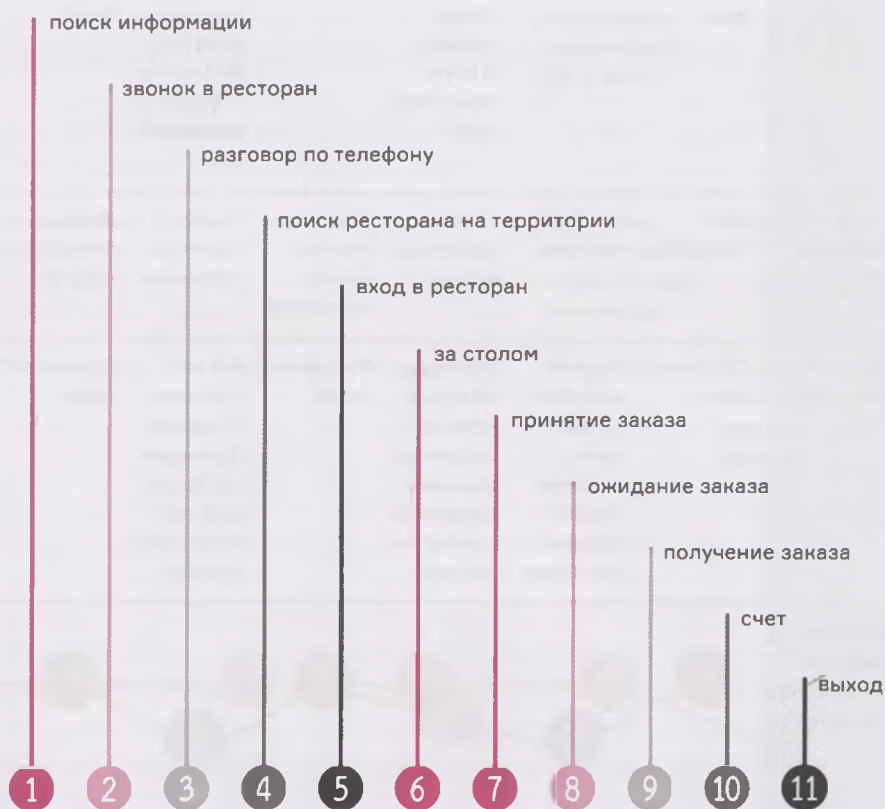 поиск информации
звонок в ресторан
разговор по телефону
поиск ресторана на территории
вход в ресторан
за столом
принятие заказа
ожидание заказа
получение заказа
счет
выход
1 2 3 4 5 6 7 8 9 10 11